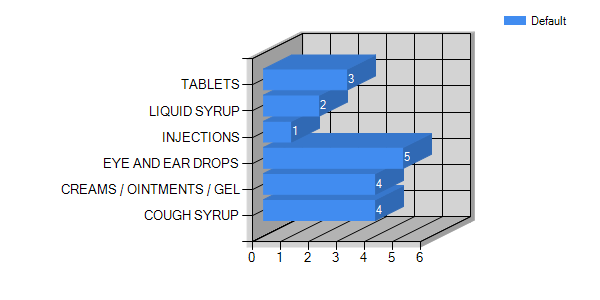 Default
TABLETS 3
LIQUID SYRUP 2
INJECTIONS 1
EYE AND EAR DROPS 5
CREAMS / OINTMENTS / GEL 4
COUGH SYRUP 4
0 1 2 3 4 5 6